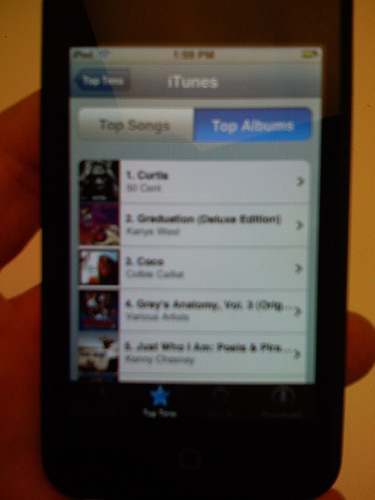 iPod 1:58 PM
Top Tens iTunes
Top Songs Top Albums
1. Curtis
50 Cent
2. Graduation (Deluxe Edition)
Kanye West
3. Coco
Colbie Caillat
4. Grey's Anatomy, Vol. 3 (Orig...
Various Artists
5. Just Who I Am: Poets & Pira...
Kenny Chesney
Top Tens